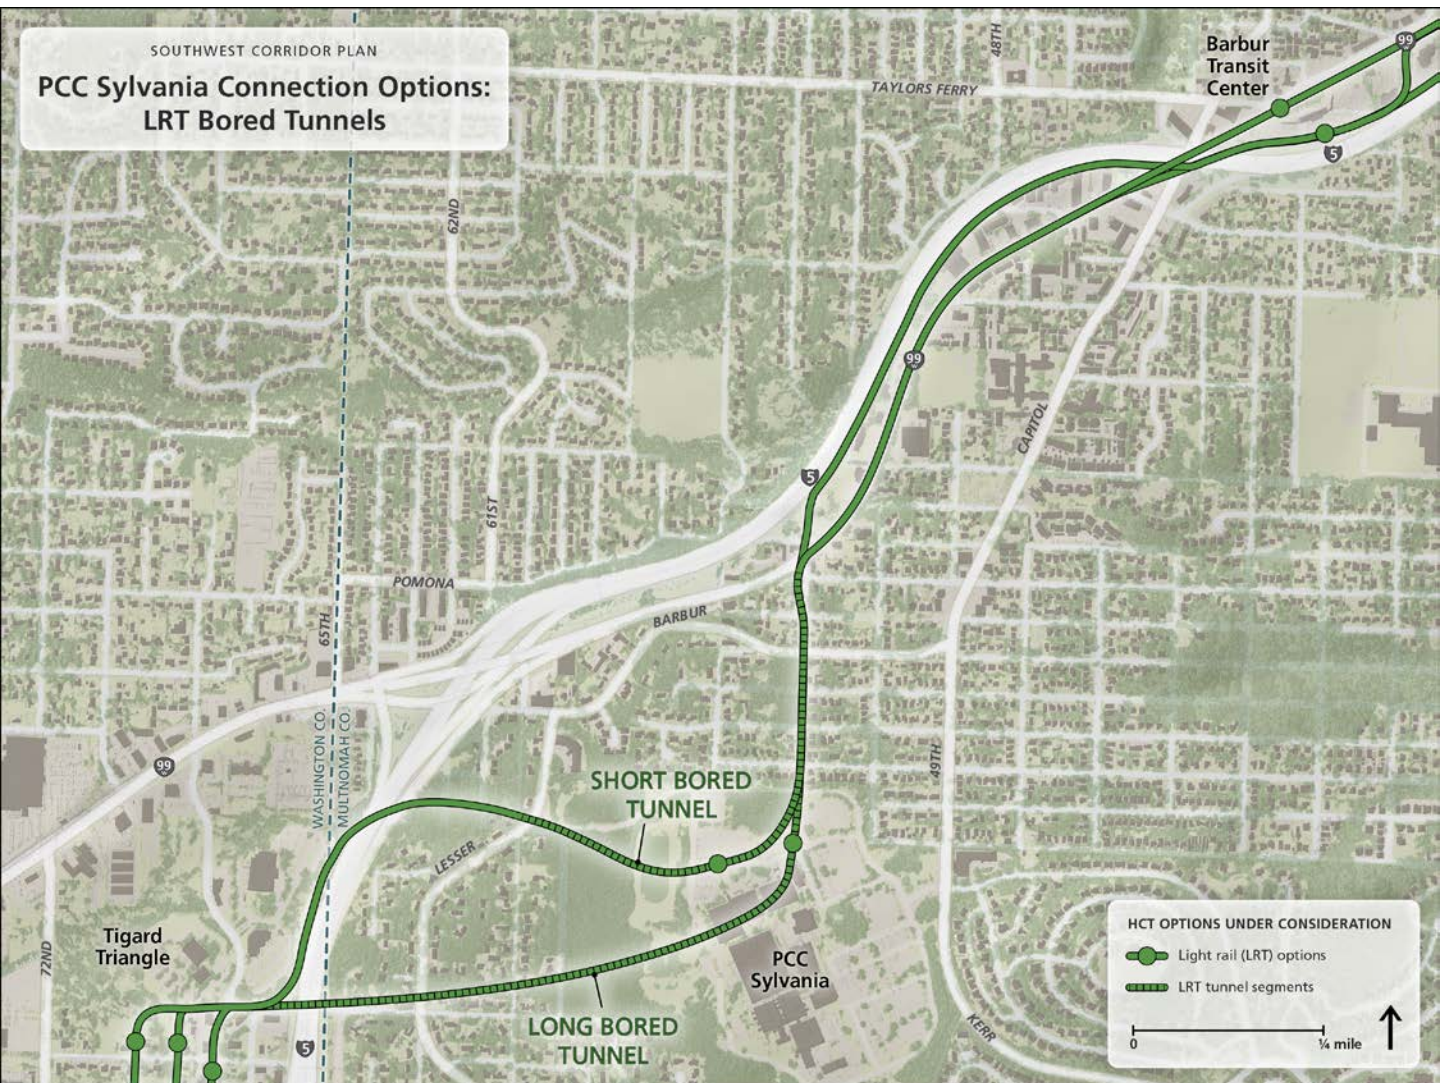 SOUTHWEST CORRIDOR PLAN
PCC Sylvania Connection Options:
LRT Bored Tunnels
48TH
Barbur
Transit
Center
99
TAYLORS FERRY
5
62ND
99
CAPITOL
5
61ST
POMONA
BARBUR
65TH
WASHINGTON CO.
MULTNOMAH CO.
99
49TH
SHORT BORED
TUNNEL
LESSER
72ND
Tigard
Triangle
PCC
Sylvania
LONG BORED
TUNNEL
5
KERR
HCT OPTIONS UNDER CONSIDERATION
Light rail (LRT) options
LRT tunnel segments
0
¼ mile